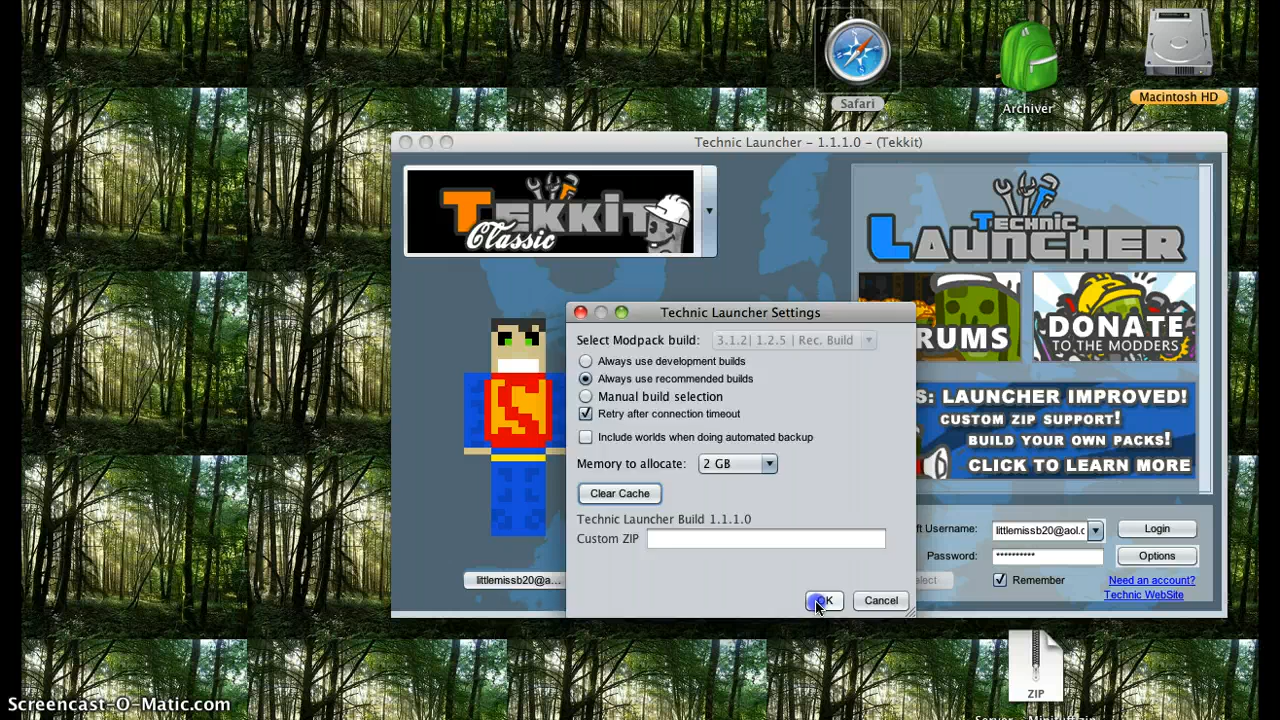 Safari
Archiver
Macintosh HD
Technic Launcher - 1.1.1.0 - (Tekkit)
TEKKIT
Classic
TECHNIC
LAUNCHER
RUMS
DONATE
TO THE MODDERS
S: LAUNCHER IMPROVED!
CUSTOM ZIP SUPPORT!
BUILD YOUR OWN PACKS!
CLICK TO LEARN MORE
Technic Launcher Settings
Select Modpack build: 3.1.2| 1.2.5 | Rec. Build
Always use development builds
Always use recommended builds
Manual build selection
Retry after connection timeout
Include worlds when doing automated backup
Memory to allocate: 2 GB
Clear Cache
Technic Launcher Build 1.1.1.0
Custom ZIP
OK Cancel
ft Username: littlemissb20@aol.c Login
Password: ********** Options
littlemissb20@a... elect Remember Need an account?
Technic WebSite
ZIP
Screencast-O-Matic.com